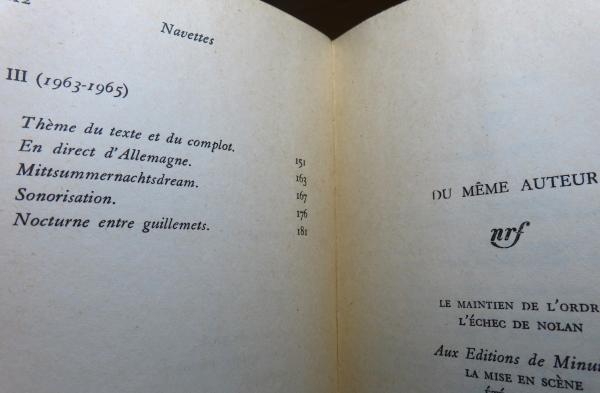 Navettes
III (1963-1965)
Thème du texte et du complot. 151
En direct d'Allemagne. 163
Mittsummernachtsdream. 167
Sonorisation. 176
Nocturne entre guillemets. 181
DU MÊME AUTEUR
nrf
LE MAINTIEN DE L'ORDR
L'ÉCHEC DE NOLAN
Aux Editions de Minui
LA MISE EN SCÈNE